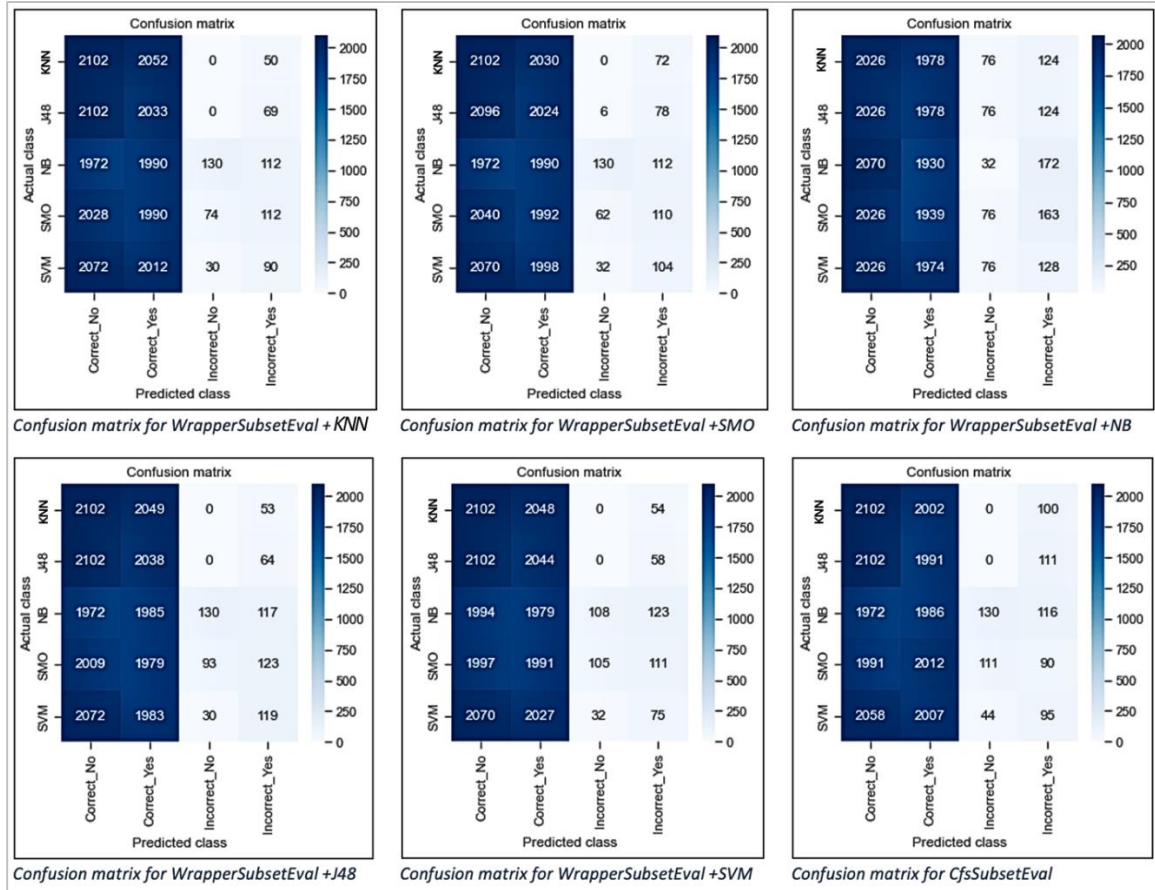 Confusion matrix
Actual class
KNN 2102 2052 0 50
J48 2102 2033 0 69
NB 1972 1990 130 112
SMO 2028 1990 74 112
SVM 2072 2012 30 90
2000
1750
1500
1250
1000
750
500
250
0
Correct_No
Correct_Yes
Incorrect_No
Incorrect_Yes
Predicted class
Confusion matrix for WrapperSubsetEval +KNN
Confusion matrix
Actual class
KNN 2102 2030 0 72
J48 2096 2024 6 78
NB 1972 1990 130 112
SMO 2040 1992 62 110
SVM 2070 1998 32 104
2000
1750
1500
1250
1000
750
500
250
0
Correct_No
Correct_Yes
Incorrect_No
Incorrect_Yes
Predicted class
Confusion matrix for WrapperSubsetEval +SMO
Confusion matrix
Actual class
KNN 2026 1978 76 124
J48 2026 1978 76 124
NB 2070 1930 32 172
SMO 2026 1939 76 163
SVM 2026 1974 76 128
2000
1750
1500
1250
1000
750
500
250
Correct_No
Correct_Yes
Incorrect_No
Incorrect_Yes
Predicted class
Confusion matrix for WrapperSubsetEval +NB
Confusion matrix
Actual class
KNN 2102 2049 0 53
J48 2102 2038 0 64
NB 1972 1985 130 117
SMO 2009 1979 93 123
SVM 2072 1983 30 119
2000
1750
1500
1250
1000
750
500
250
0
Correct_No
Correct_Yes
Incorrect_No
Incorrect_Yes
Predicted class
Confusion matrix for WrapperSubsetEval +J48
Confusion matrix
Actual class
KNN 2102 2048 0 54
J48 2102 2044 0 58
NB 1994 1979 108 123
SMO 1997 1991 105 111
SVM 2070 2027 32 75
2000
1750
1500
1250
1000
750
500
250
0
Correct_No
Correct_Yes
Incorrect_No
Incorrect_Yes
Predicted class
Confusion matrix for WrapperSubsetEval +SVM
Confusion matrix
Actual class
KNN 2102 2002 0 100
J48 2102 1991 0 111
NB 1972 1986 130 116
SMO 1991 2012 111 90
SVM 2058 2007 44 95
2000
1750
1500
1250
1000
750
500
250
0
Correct_No
Correct_Yes
Incorrect_No
Incorrect_Yes
Predicted class
Confusion matrix for CfsSubsetEval